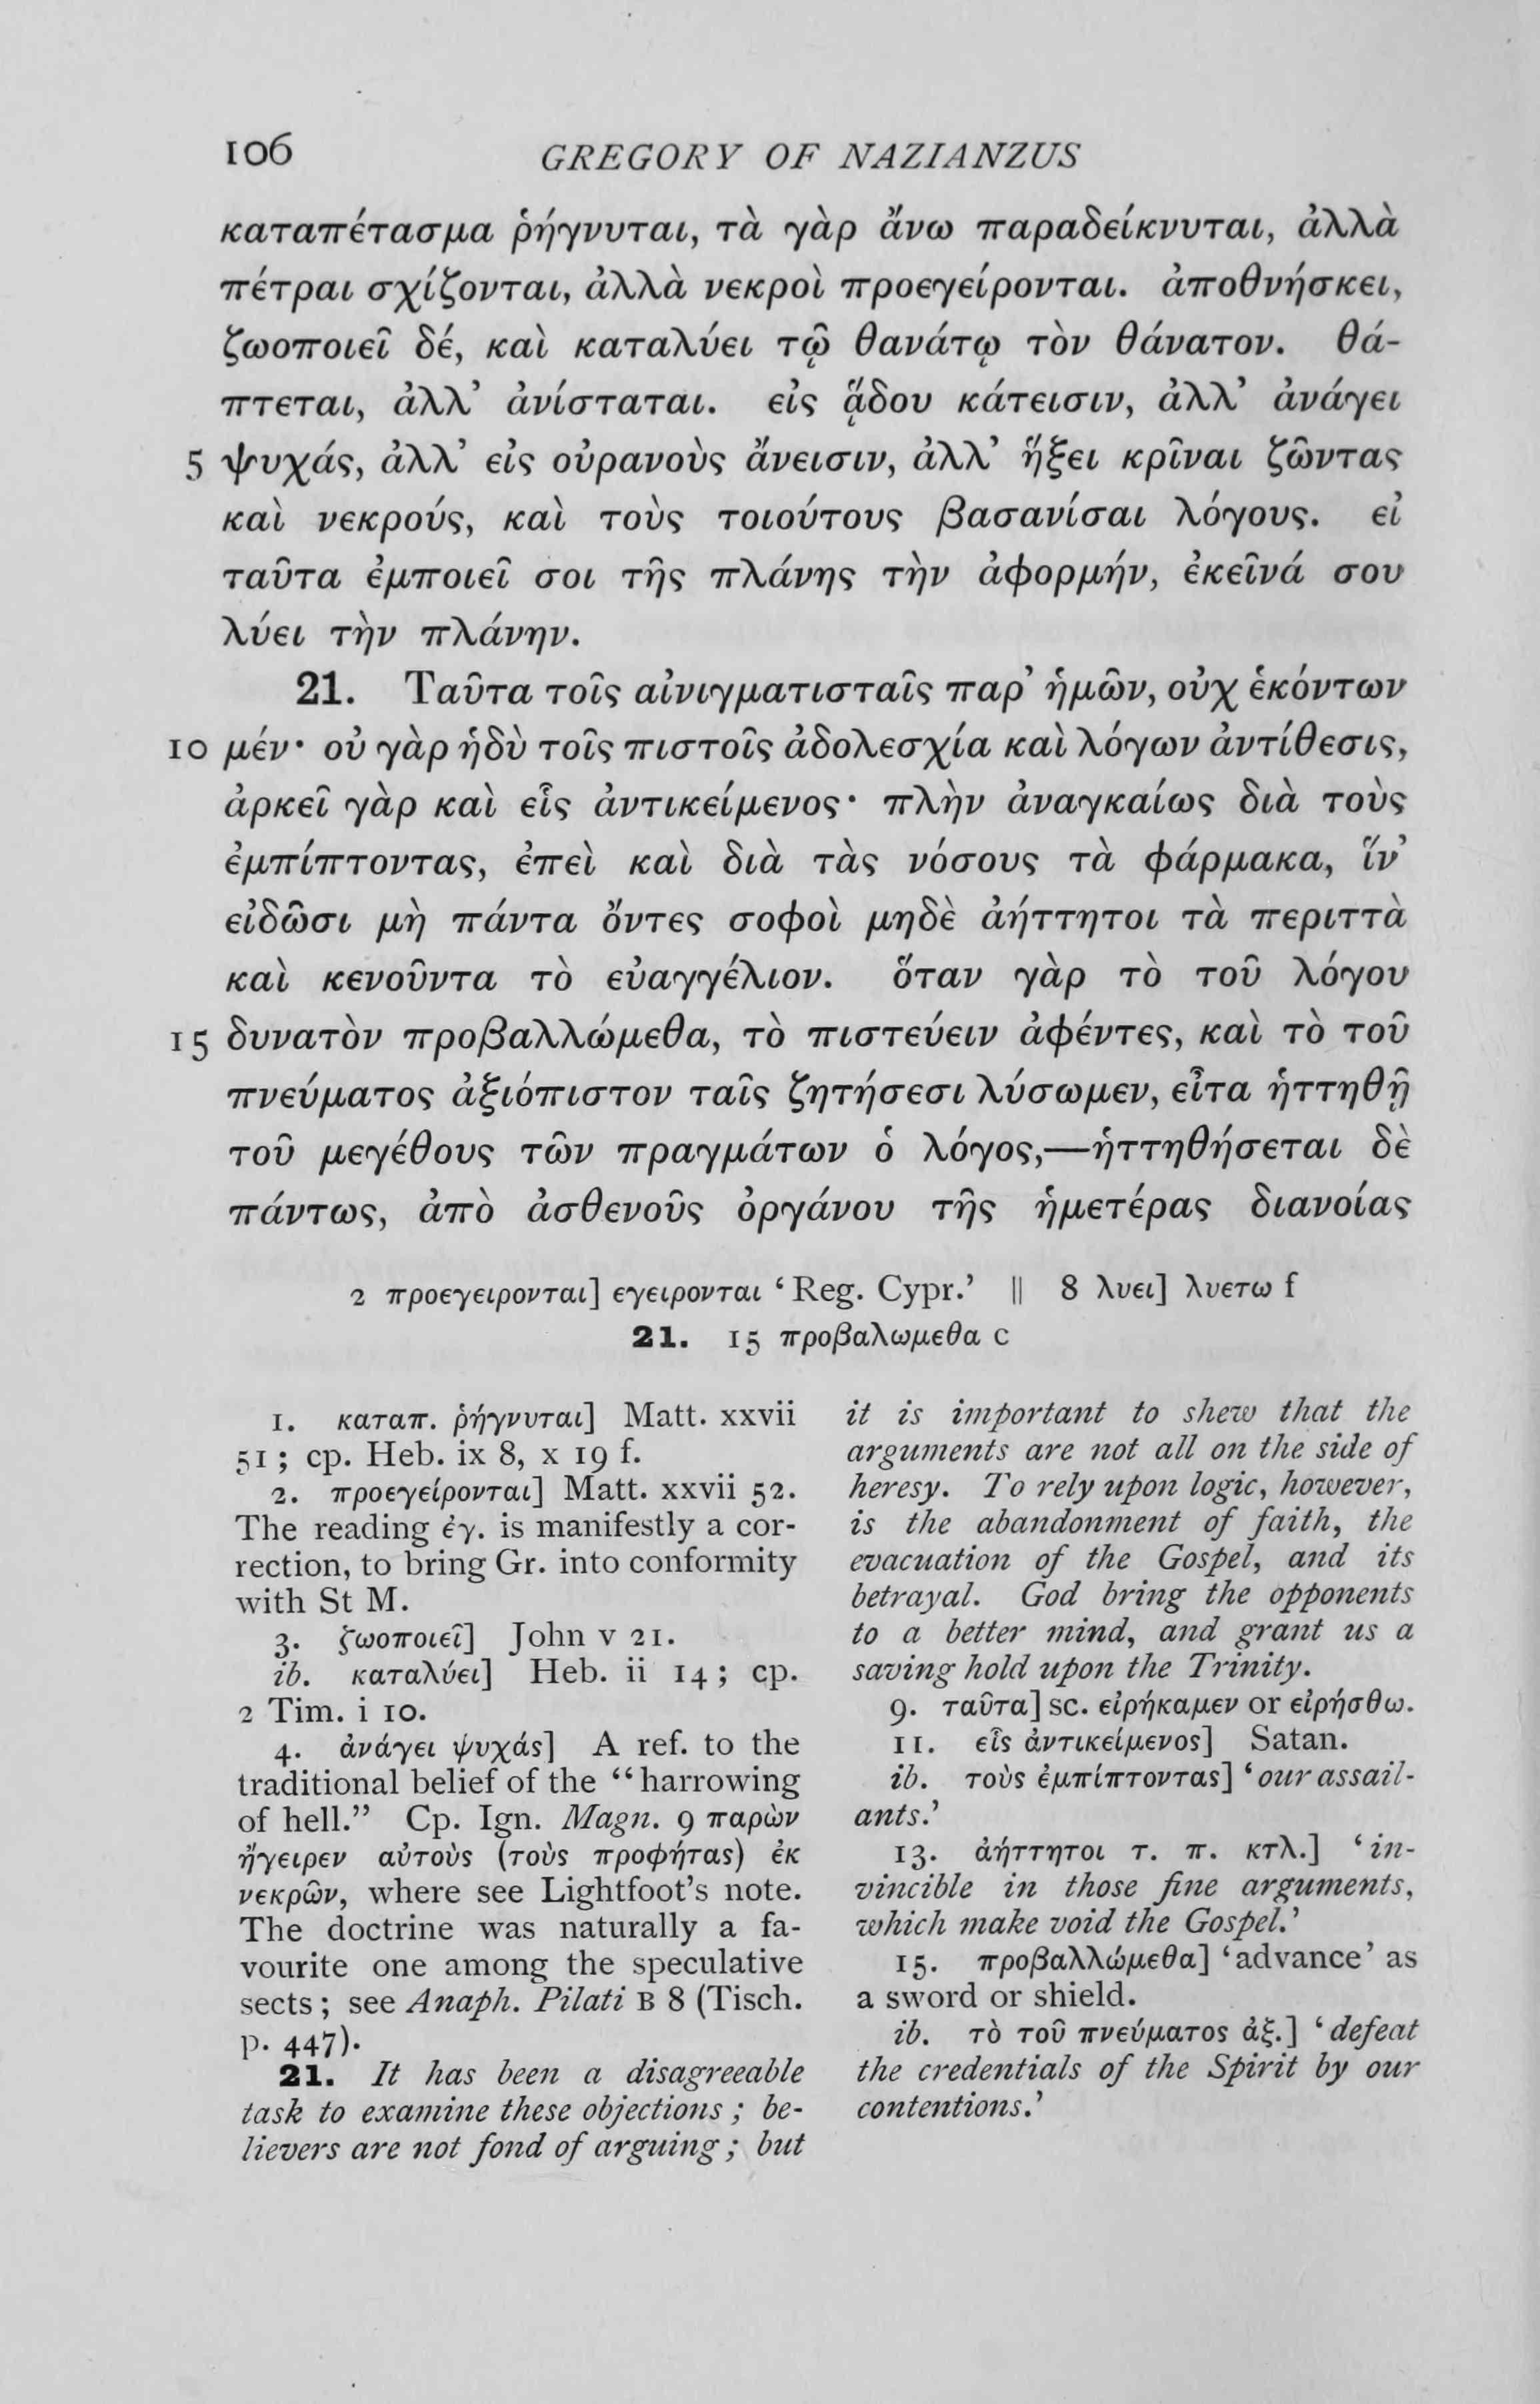 106 GREGORY OF NAZIANZUS
καταπέτασμα ῥήγνυται, τὰ γὰρ ἄνω παραδείκνυται, ἀλλὰ
πέτραι σχίζονται, ἀλλὰ νεκροὶ προεγείρονται. ἀποθνήσκει,
ζωοποιεῖ δέ, καὶ καταλύει τῷ θανάτῳ τὸν θάνατον. θά-
πτεται, ἀλλ’ ἀνίσταται. εἰς ᾅδου κάτεισιν, ἀλλ’ ἀνάγει
5 ψυχάς, ἀλλ’ εἰς οὐρανοὺς ἄνεισιν, ἀλλ’ ἥξει κρῖναι ζῶντας
καὶ νεκρούς, καὶ τοὺς τοιούτους βασανίσαι λόγους. εἰ
ταῦτα ἐμποιεῖ σοι τῆς πλάνης τὴν ἀφορμήν, ἐκεῖνά σου
λύει τὴν πλάνην.
21. Ταῦτα τοῖς αἰνιγματισταῖς παρ’ ἡμῶν, οὐχ ἑκόντων
10 μέν· οὐ γὰρ ἡδὺ τοῖς πιστοῖς ἀδολεσχία καὶ λόγων ἀντίθεσις,
ἀρκεῖ γὰρ καὶ εἷς ἀντικείμενος· πλὴν ἀναγκαίως διὰ τοὺς
ἐμπίπτοντας, ἐπεὶ καὶ διὰ τὰς νόσους τὰ φάρμακα, ἵν’
εἰδῶσι μὴ πάντα ὄντες σοφοὶ μηδὲ ἀήττητοι τὰ περιττὰ
καὶ κενοῦντα τὸ εὐαγγέλιον. ὅταν γὰρ τὸ τοῦ λόγου
15 δυνατὸν προβαλλώμεθα, τὸ πιστεύειν ἀφέντες, καὶ τὸ τοῦ
πνεύματος ἀξιόπιστον ταῖς ζητήσεσι λύσωμεν, εἶτα ἡττηθῇ
τοῦ μεγέθους τῶν πραγμάτων ὁ λόγος,—ἡττηθήσεται δὲ
πάντως, ἀπὸ ἀσθενοῦς ὀργάνου τῆς ἡμετέρας διανοίας
2 προεγειρονται] εγειρονται ‘Reg. Cypr.’ || 8 λυει] λυετω f
21. 15 προβαλωμεθα c
1. καταπ. ῥήγνυται] Matt. xxvii
51; cp. Heb. ix 8, x 19 f.
2. προεγείρονται] Matt. xxvii 52.
The reading ἐγ. is manifestly a cor-
rection, to bring Gr. into conformity
with St M.
3. ζωοποιεῖ] John v 21.
ib. καταλύει] Heb. ii 14; cp.
2 Tim. i 10.
4. ἀνάγει ψυχάς] A ref. to the
traditional belief of the “harrowing
of hell.” Cp. Ign. Magn. 9 παρὼν
ἤγειρεν αὐτοὺς (τοὺς προφήτας) ἐκ
νεκρῶν, where see Lightfoot’s note.
The doctrine was naturally a fa-
vourite one among the speculative
sects; see Anaph. Pilati B 8 (Tisch.
p. 447).
21. It has been a disagreeable
task to examine these objections; be-
lievers are not fond of arguing; but
it is important to shew that the
arguments are not all on the side of
heresy. To rely upon logic, however,
is the abandonment of faith, the
evacuation of the Gospel, and its
betrayal. God bring the opponents
to a better mind, and grant us a
saving hold upon the Trinity.
9. ταῦτα] sc. εἰρήκαμεν or εἰρήσθω.
11. εἷς ἀντικείμενος] Satan.
ib. τοὺς ἐμπίπτοντας] ‘our assail-
ants.’
13. ἀήττητοι τ. π. κτλ.] ‘in-
vincible in those fine arguments,
which make void the Gospel.’
15. προβαλλώμεθα] ‘advance’ as
a sword or shield.
ib. τὸ τοῦ πνεύματος ἀξ.] ‘defeat
the credentials of the Spirit by our
contentions.’